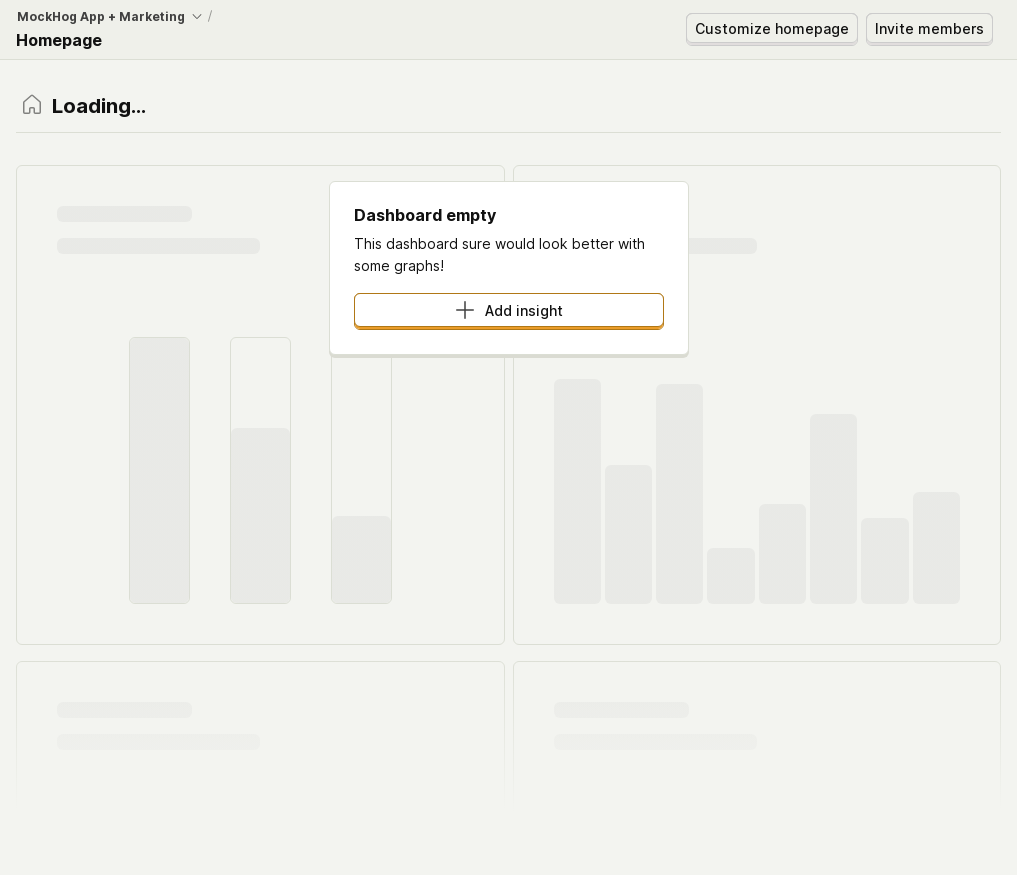 MockHog App + Marketing /
Homepage
Customize homepage
Invite members
Loading...
Dashboard empty
This dashboard sure would look better with
some graphs!
Add insight